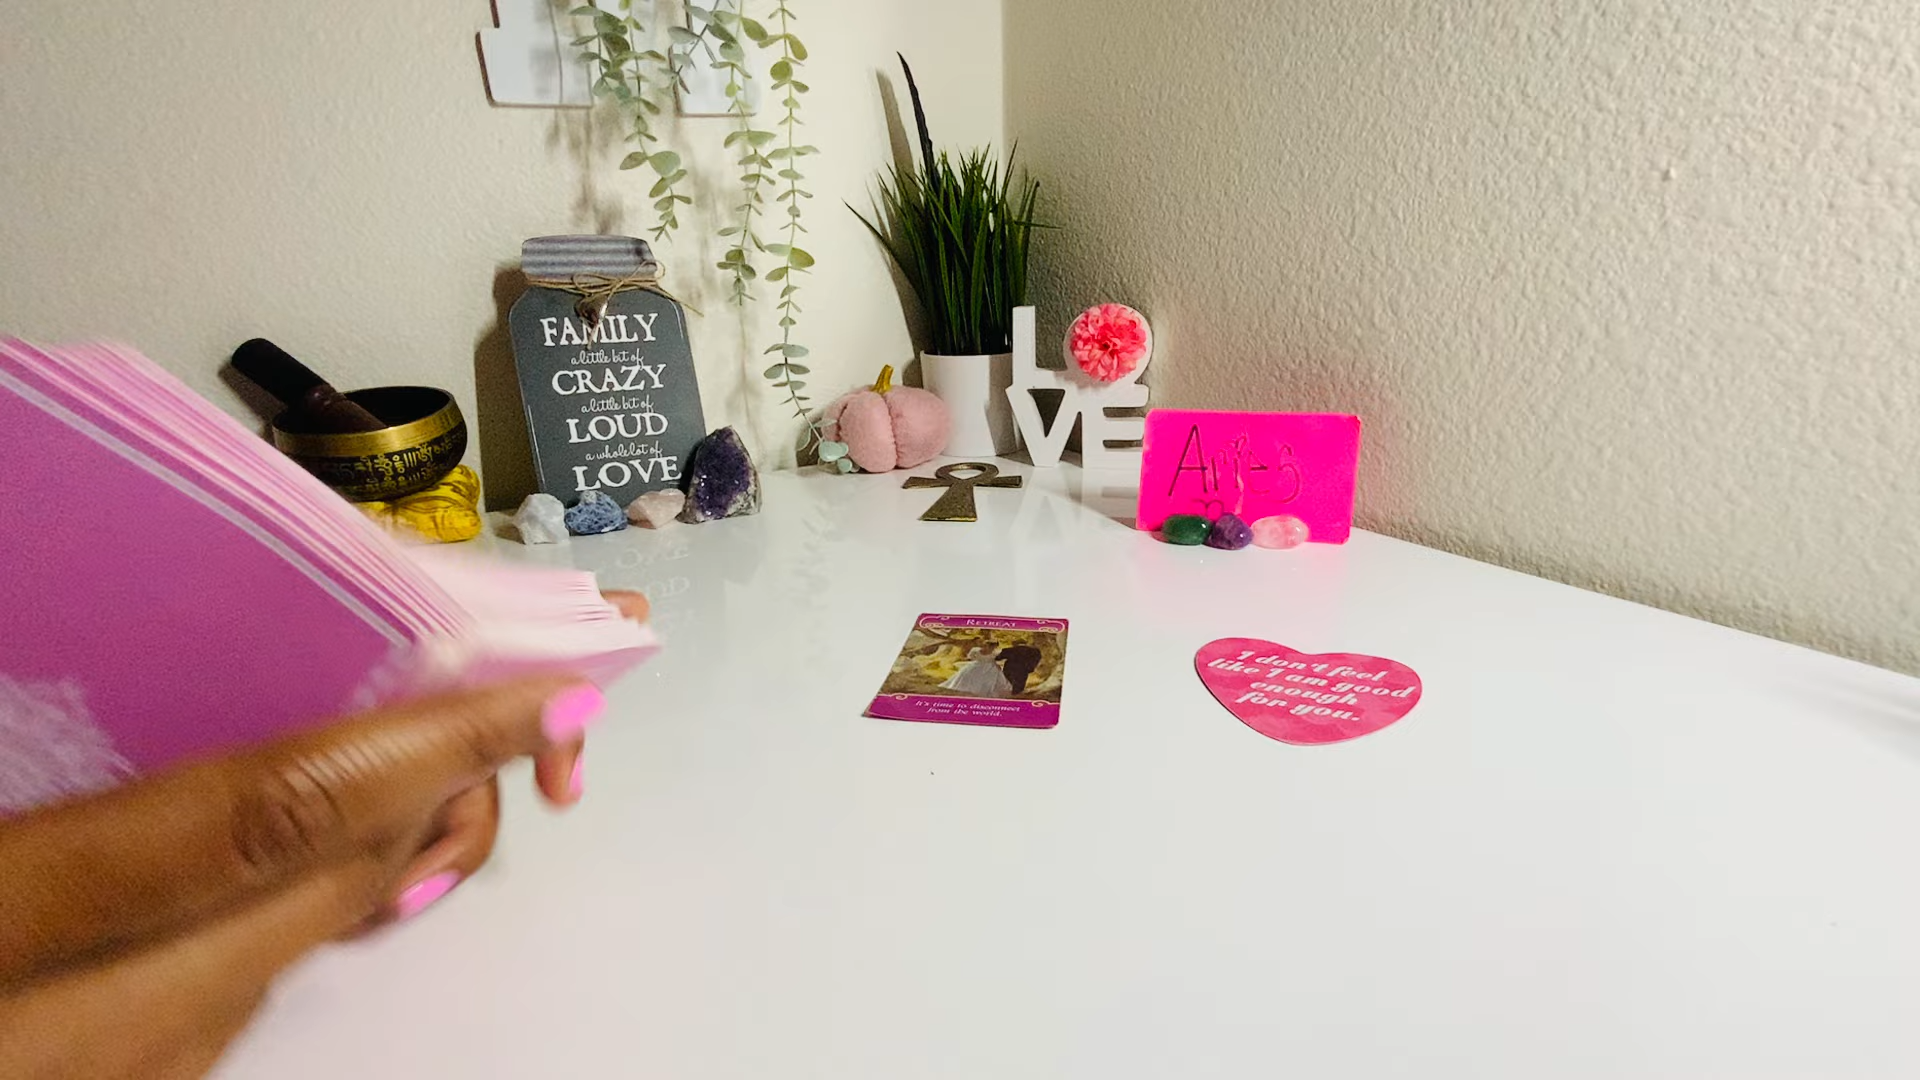 FAMILY
a little bit of
CRAZY
a little bit of
LOUD
a whole lot of
LOVE
LOVE
Aries
RETREAT
It's time to disconnect
from the world.
I don't feel
like I am good
enough
for you.